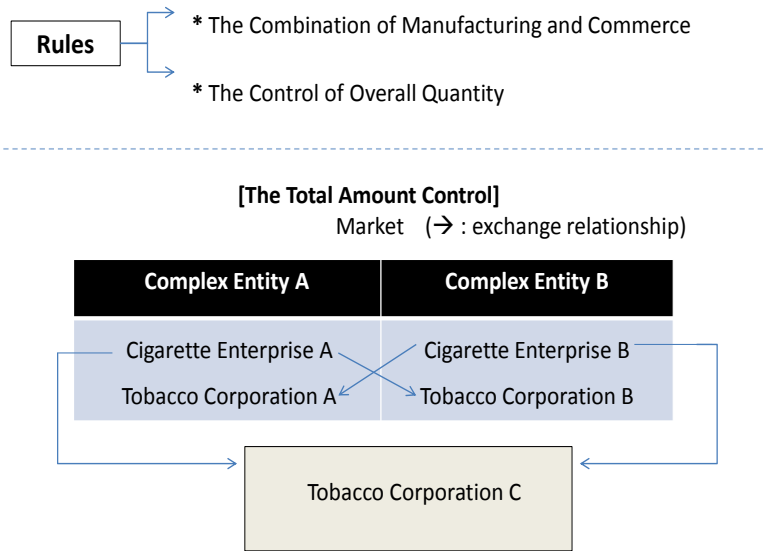 Rules
* The Combination of Manufacturing and Commerce
* The Control of Overall Quantity
[The Total Amount Control]
Market (→ : exchange relationship)
Complex Entity A Complex Entity B
Cigarette Enterprise A Cigarette Enterprise B
Tobacco Corporation A Tobacco Corporation B
Tobacco Corporation C